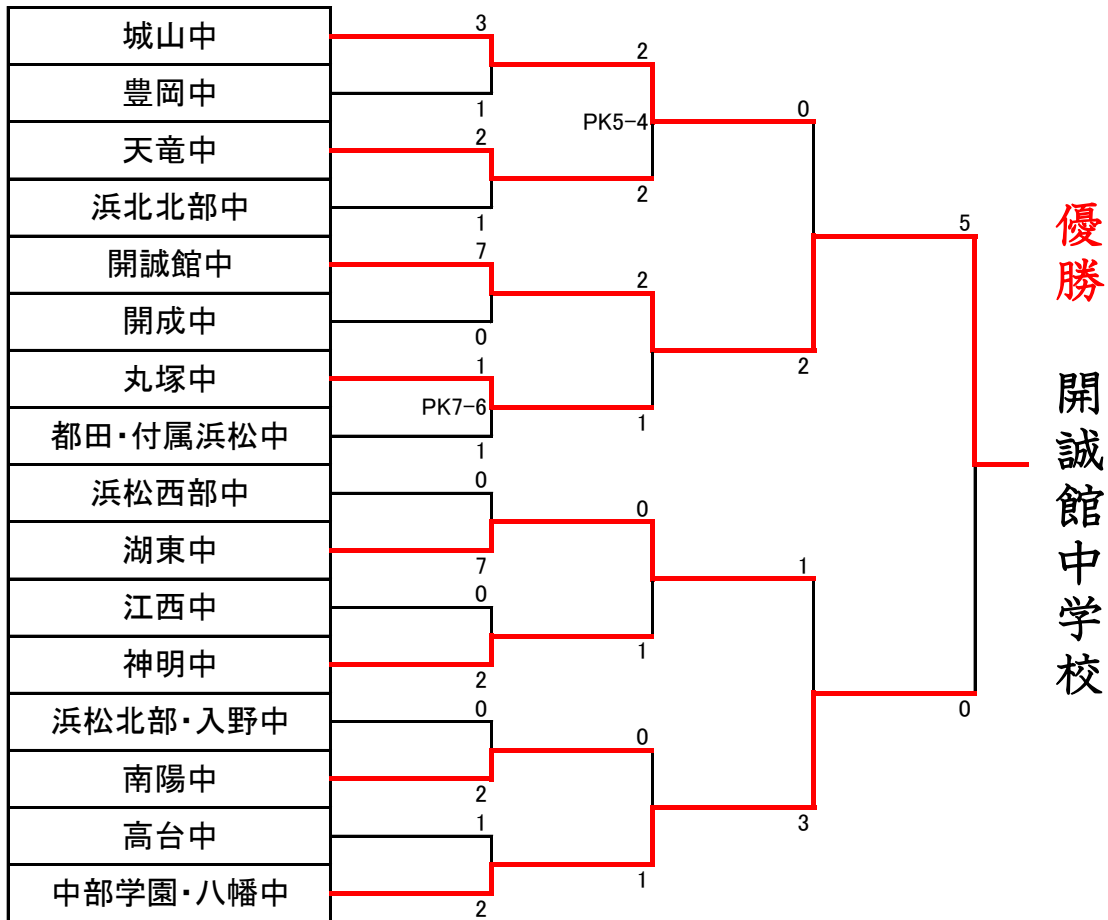 城山中
豊岡中
天竜中
浜北北部中
開誠館中
開成中
丸塚中
都田・付属浜松中
浜松西部中
湖東中
江西中
神明中
浜松北部・入野中
南陽中
高台中
中部学園・八幡中
3
1
2
1
7
0
1
PK7-6
1
0
7
0
2
0
2
1
2
2
PK5-4
2
2
1
0
1
0
1
0
2
1
3
5
0
優勝 開誠館中学校